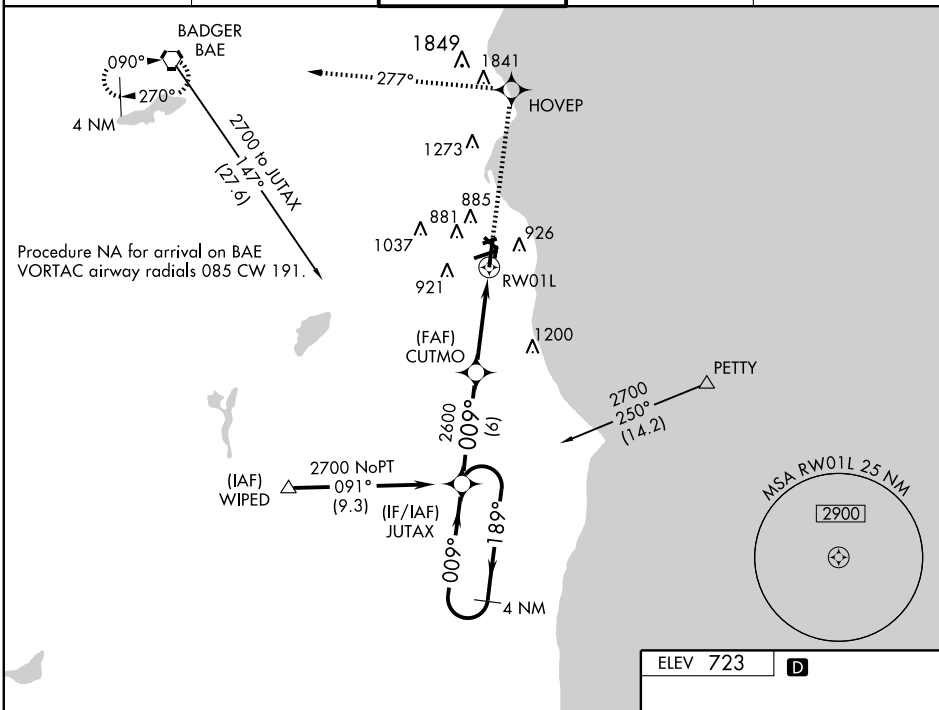 BADGER
BAE
090°
270°
4 NM
2700 to JUTAX
147°
(27.6)
1849
1841
277°
HOVEP
1273
885
881
1037
926
921
RW01L
Procedure NA for arrival on BAE
VORTAC airway radials 085 CW 191.
1200
(FAF)
CUTMO
PETTY
2700
250°
(14.2)
2600
009°
(6)
(IAF)
WIPED
2700 NoPT
091°
(9.3)
(IF/IAF)
JUTAX
009°
189°
4 NM
MSA RW01L 25 NM
2900
ELEV 723
D